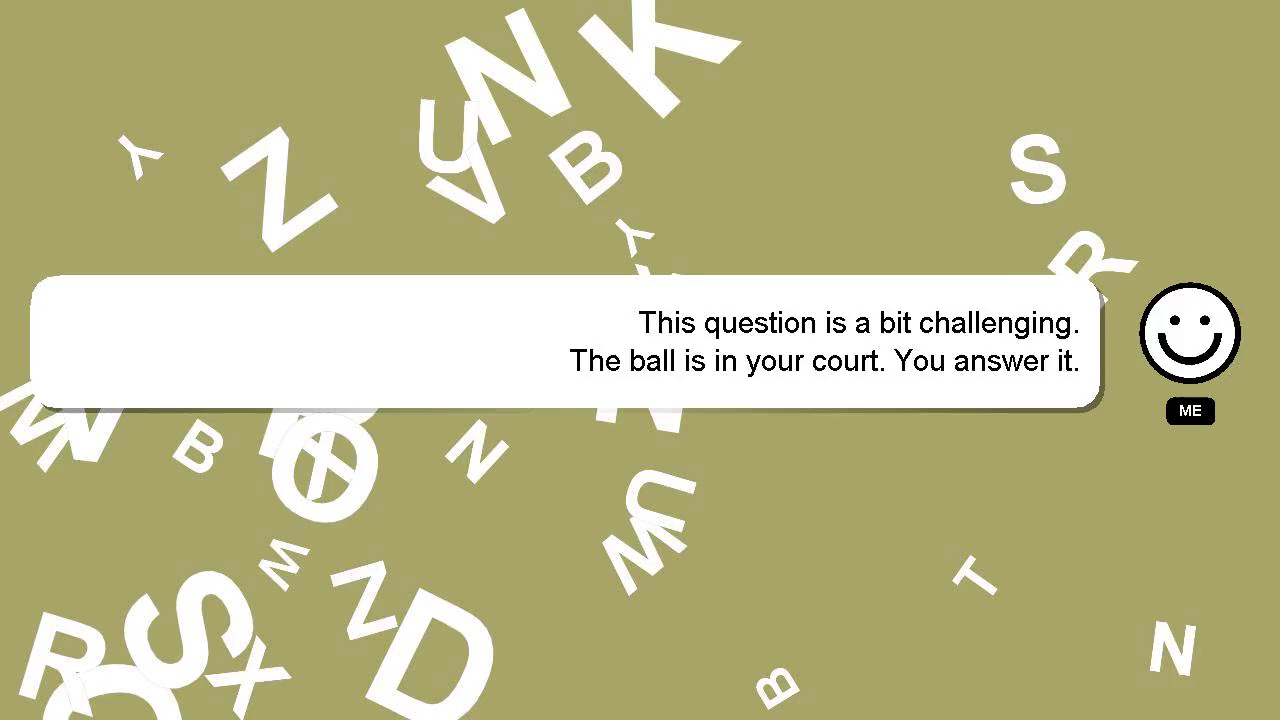 This question is a bit challenging.
The ball is in your court. You answer it.
ME